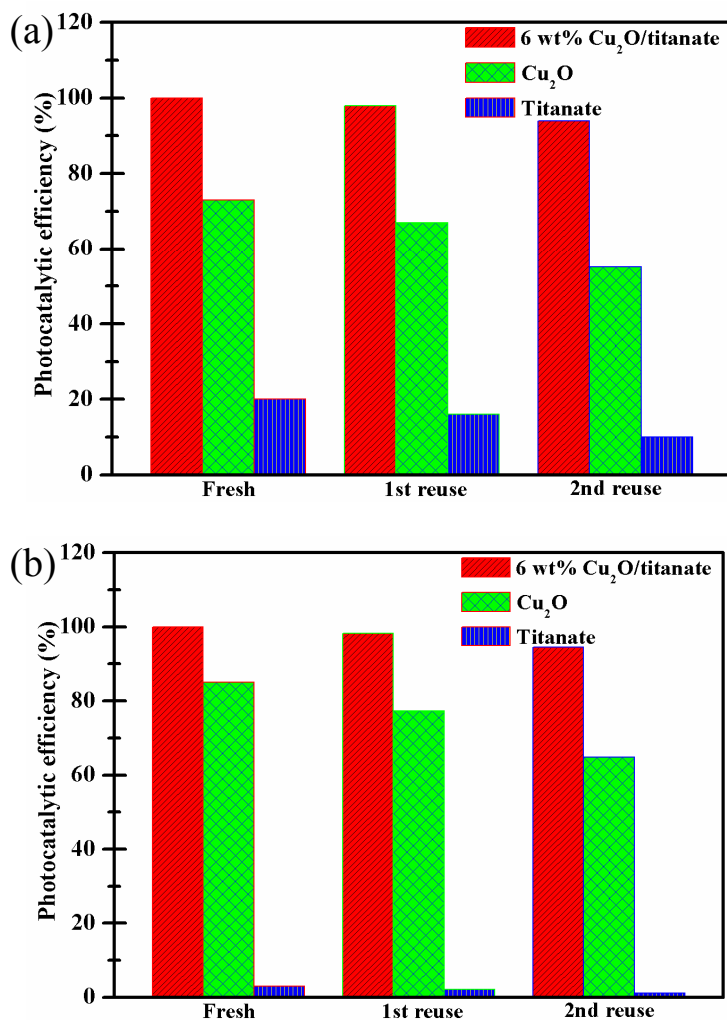 (a)
120
100
80
60
40
20
0
Photocatalytic efficiency (%)
6 wt% Cu₂O/titanate
Cu₂O
Titanate
Fresh 1st reuse 2nd reuse
(b)
120
100
80
60
40
20
0
Photocatalytic efficiency (%)
6 wt% Cu₂O/titanate
Cu₂O
Titanate
Fresh 1st reuse 2nd reuse